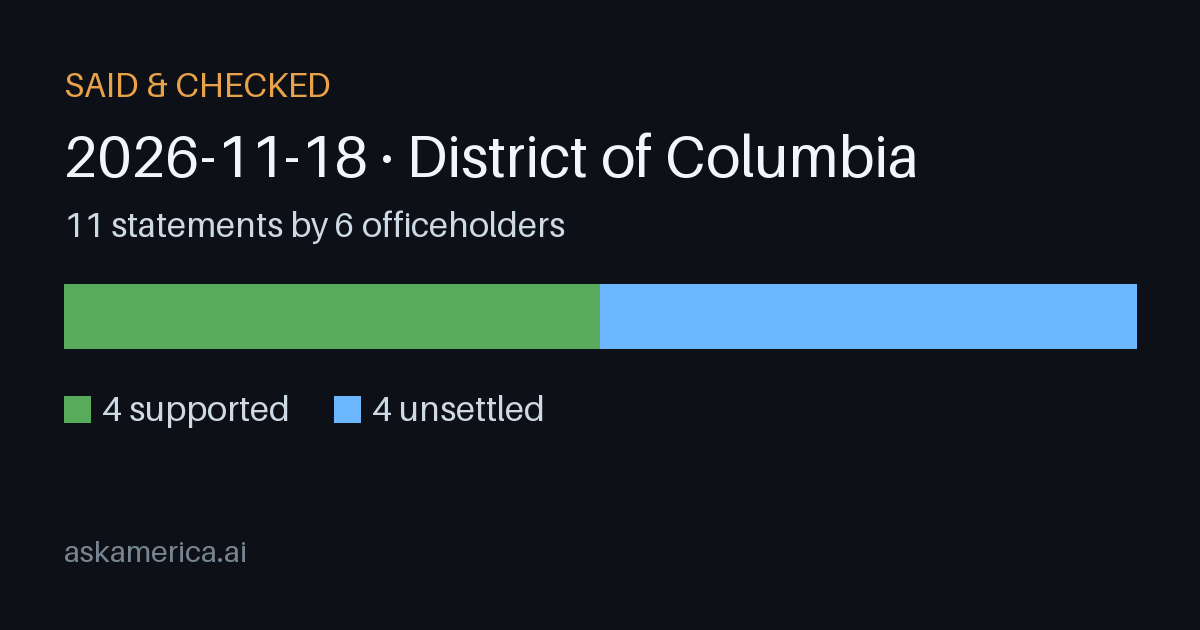 SAID & CHECKED
2026-11-18 · District of Columbia
11 statements by 6 officeholders
4 supported
4 unsettled
askamerica.ai